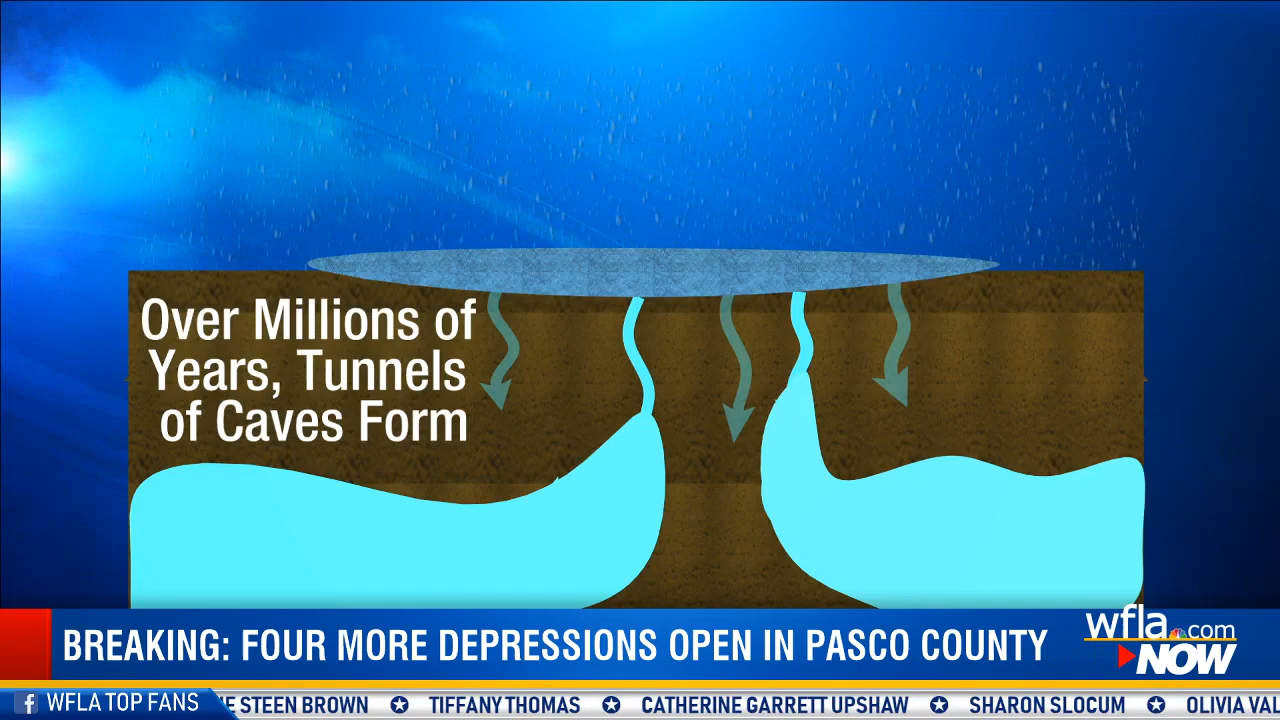 Over Millions of
Years, Tunnels
of Caves Form
BREAKING: FOUR MORE DEPRESSIONS OPEN IN PASCO COUNTY
wfla.com
NOW
f WFLA TOP FANS
STEEN BROWN ✪ TIFFANY THOMAS ✪ CATHERINE GARRETT UPSHAW ✪ SHARON SLOCUM ✪ OLIVIA